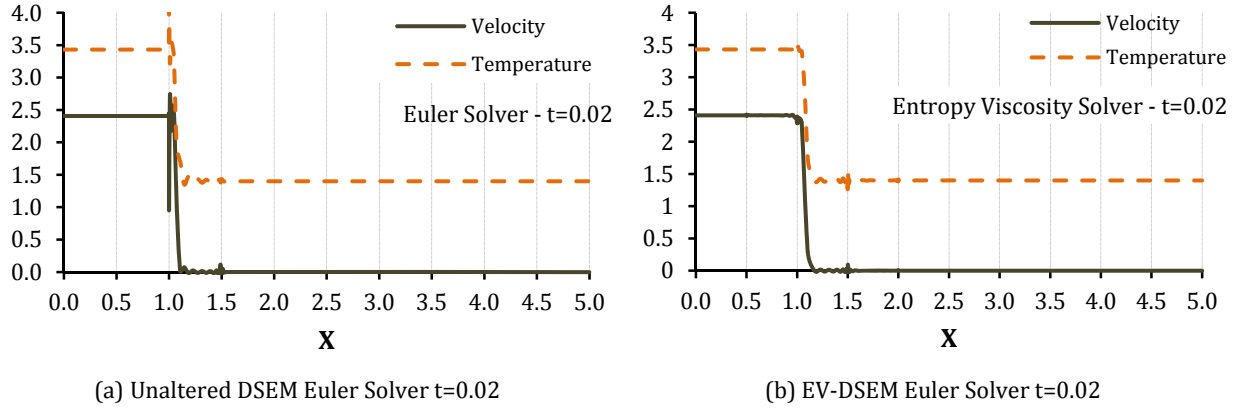 4.0
3.5
3.0
2.5
2.0
1.5
1.0
0.5
0.0
0.0 0.5 1.0 1.5 2.0 2.5 3.0 3.5 4.0 4.5 5.0
X
Velocity
Temperature
Euler Solver - t=0.02
(a) Unaltered DSEM Euler Solver t=0.02
4
3.5
3
2.5
2
1.5
1
0.5
0
0.0 0.5 1.0 1.5 2.0 2.5 3.0 3.5 4.0 4.5 5.0
X
Velocity
Temperature
Entropy Viscosity Solver - t=0.02
(b) EV-DSEM Euler Solver t=0.02